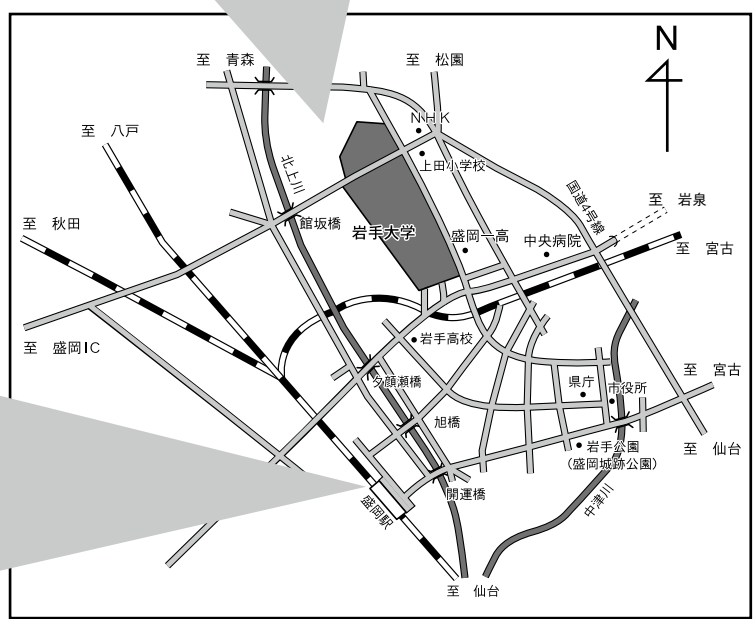 至　青森
至　松園
N
NHK
至　八戸
上田小学校
北上川
国道4号線
至　岩泉
至　秋田
館坂橋
岩手大学
盛岡一高
中央病院
至　宮古
岩手高校
至　盛岡IC
夕顔瀬橋
県庁
市役所
至　宮古
旭橋
岩手公園
(盛岡城跡公園)
至　仙台
開運橋
盛岡駅
中津川
至　仙台